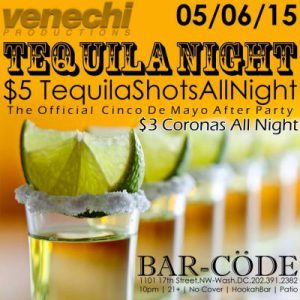 venechi
PRODUCTIONS
05/06/15
TEQUILA NIGHT
$5 TequilaShotsAllNight
The Official Cinco De Mayo After Party
$3 Coronas All Night
BAR-CÖDE
1101 17th Street,NW-Wash,DC.202.391.2382
10pm | 21+ | No Cover | HookahBar | Patio